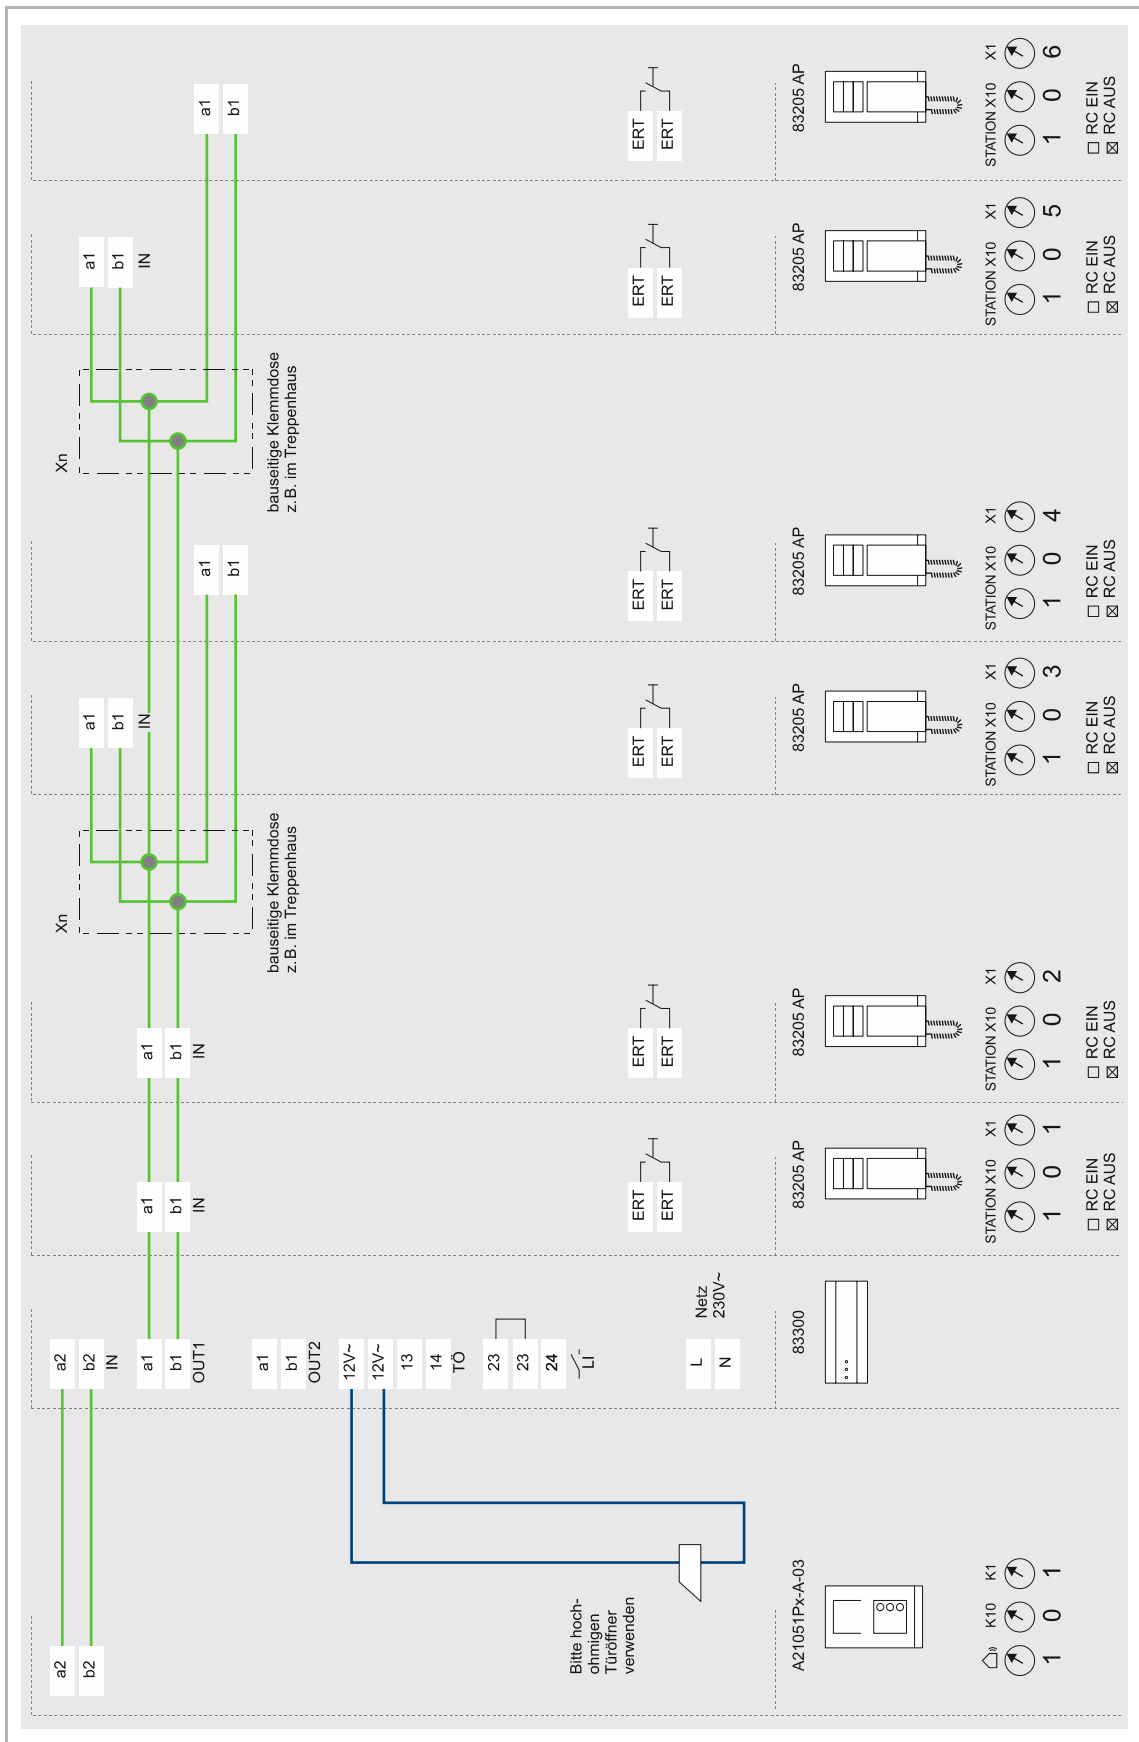 a2
b2
Bitte hoch-
ohmigen
Türöffner
verwenden
A21051Px-A-03
K10 K1
1 0 1
a2
b2
IN
a1
b1
OUT1
a1
b1
OUT2
12V~
12V~
13
14
TÖ
23
23
24
LI
L
N
Netz
230V~
83300
a1
b1
IN
ERT
ERT
83205 AP
STATION X10 X1
1 0 1
RC EIN
RC AUS
a1
b1
IN
ERT
ERT
83205 AP
STATION X10 X1
1 0 2
RC EIN
RC AUS
Xn
bauseitige Klemmdose
z. B. im Treppenhaus
a1
b1
IN
ERT
ERT
83205 AP
STATION X10 X1
1 0 3
RC EIN
RC AUS
a1
b1
ERT
ERT
83205 AP
STATION X10 X1
1 0 4
RC EIN
RC AUS
Xn
bauseitige Klemmdose
z. B. im Treppenhaus
a1
b1
IN
ERT
ERT
83205 AP
STATION X10 X1
1 0 5
RC EIN
RC AUS
a1
b1
ERT
ERT
83205 AP
STATION X10 X1
1 0 6
RC EIN
RC AUS